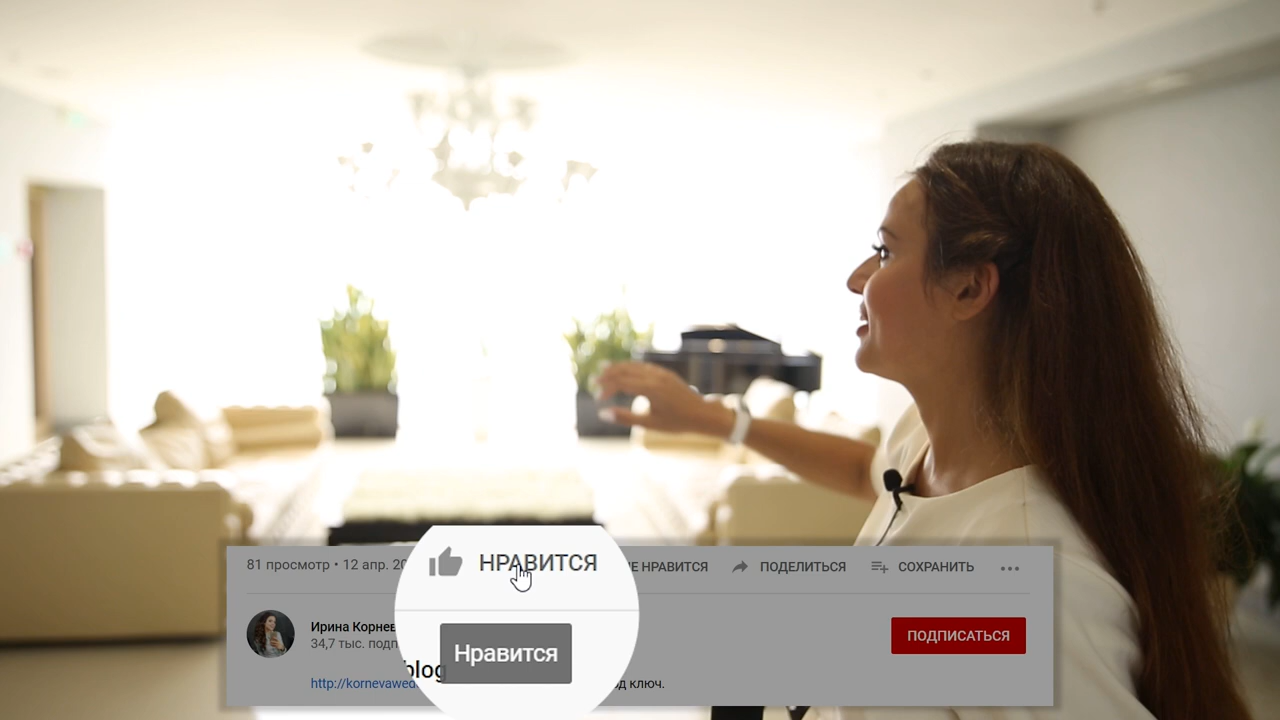 81 просмотр • 12 апр. 20
НРАВИТСЯ
Е НРАВИТСЯ
ПОДЕЛИТЬСЯ
СОХРАНИТЬ
Ирина Корнев
ПОДПИСАТЬСЯ
34,7 тыс. подп
Нравится
blog
http://kornevawed
од ключ.